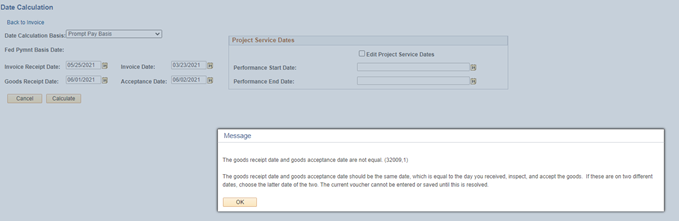 Date Calculation
Back to Invoice
Date Calculation Basis: Prompt Pay Basis
Fed Pymnt Basis Date:
Invoice Receipt Date: 05/25/2021 Invoice Date: 03/23/2021
Goods Receipt Date: 06/01/2021 Acceptance Date: 06/02/2021
Cancel Calculate
Project Service Dates
Edit Project Service Dates
Performance Start Date:
Performance End Date:
Message
The goods receipt date and goods acceptance date are not equal. (32009,1)
The goods receipt date and goods acceptance date should be the same date, which is equal to the day you received, inspect, and accept the goods. If these are on two different
dates, choose the latter date of the two. The current voucher cannot be entered or saved until this is resolved.
OK